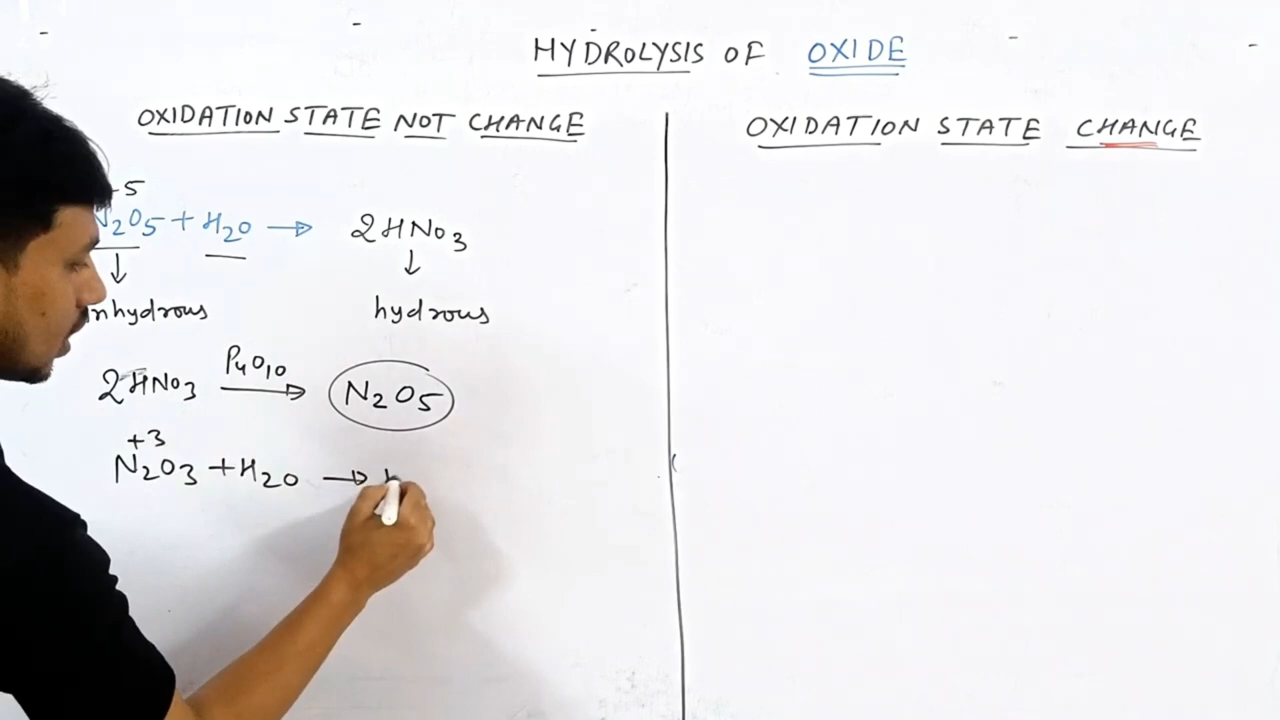 HYDROLYSIS OF OXIDE
OXIDATION STATE NOT CHANGE
OXIDATION STATE CHANGE
5
N2O5 + H2O → 2HNO3
↓ ↓
nhydrous hydrous
P4O10
2HNO3 → N2O5
+3
N2O3 + H2O →